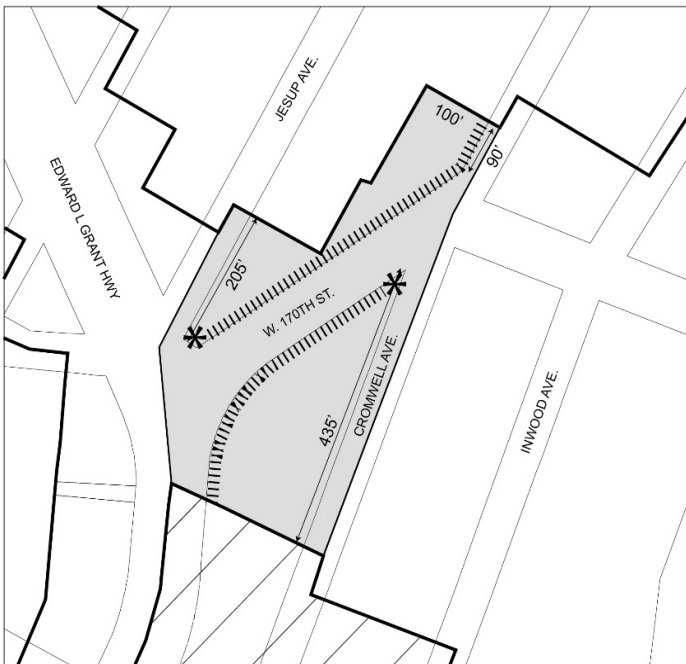 JESUP AVE.
100'
90'
EDWARD L GRANT HWY
205'
W. 170TH ST.
CROMWELL AVE.
435'
INWOOD AVE.